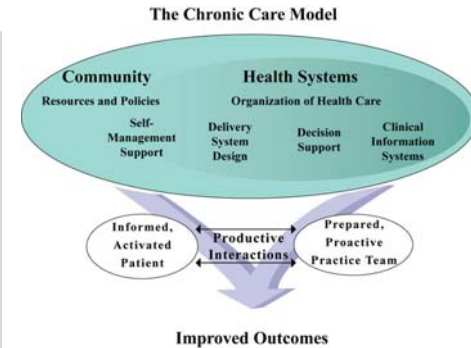 The Chronic Care Model
Community
Health Systems
Resources and Policies
Organization of Health Care
Self-
Management
Support
Delivery
System
Design
Decision
Support
Clinical
Information
Systems
Informed,
Activated
Patient
Productive
Interactions
Prepared,
Proactive
Practice Team
Improved Outcomes